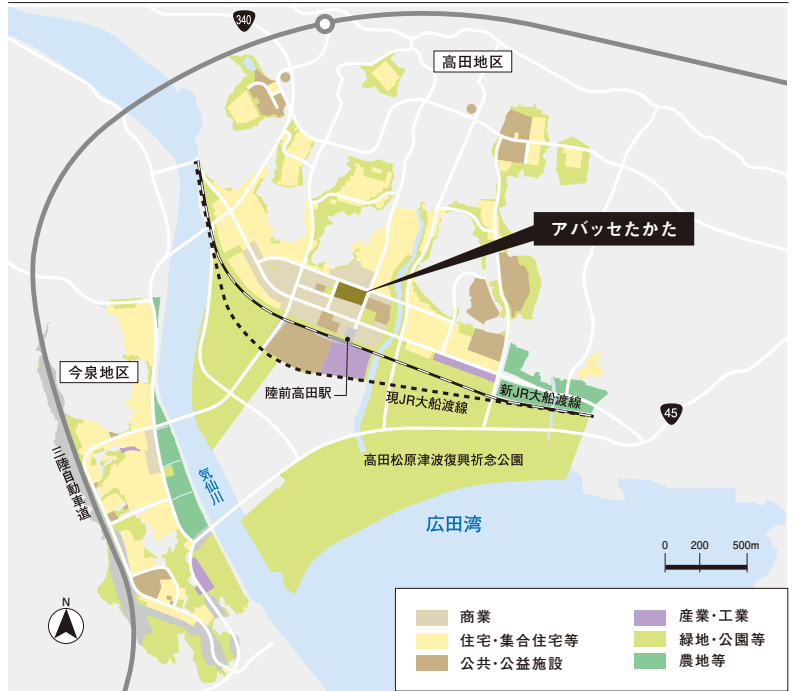 340
高田地区
アバッセたかた
今泉地区
陸前高田駅
新JR大船渡線
現JR大船渡線
45
三陸自動車道
気仙川
高田松原津波復興祈念公園
広田湾
0 200 500m
N
商業
住宅・集合住宅等
公共・公益施設
産業・工業
緑地・公園等
農地等